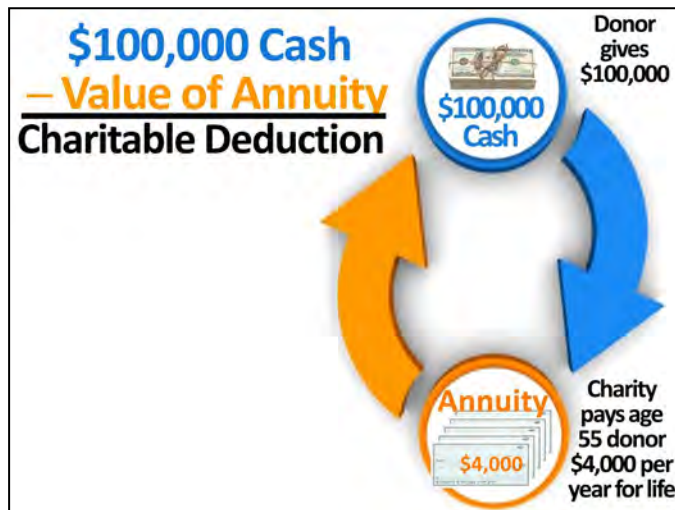 $100,000 Cash
– Value of Annuity
Charitable Deduction
$100,000
Cash
Donor
gives
$100,000
Annuity
$4,000
Charity
pays age
55 donor
$4,000 per
year for life